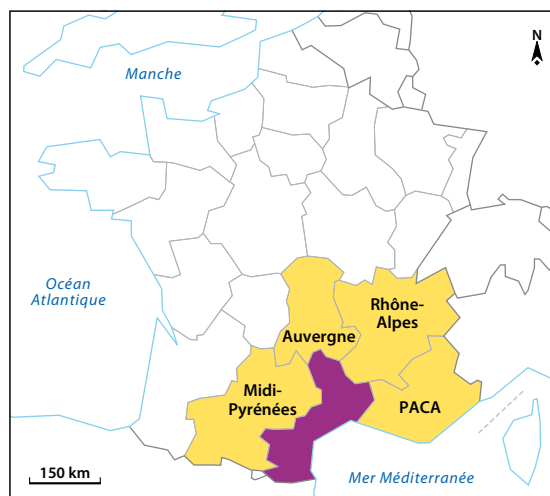 N
Manche
Océan
Atlantique
Rhône-
Alpes
Auvergne
Midi-
Pyrénées
PACA
150 km
Mer Méditerranée